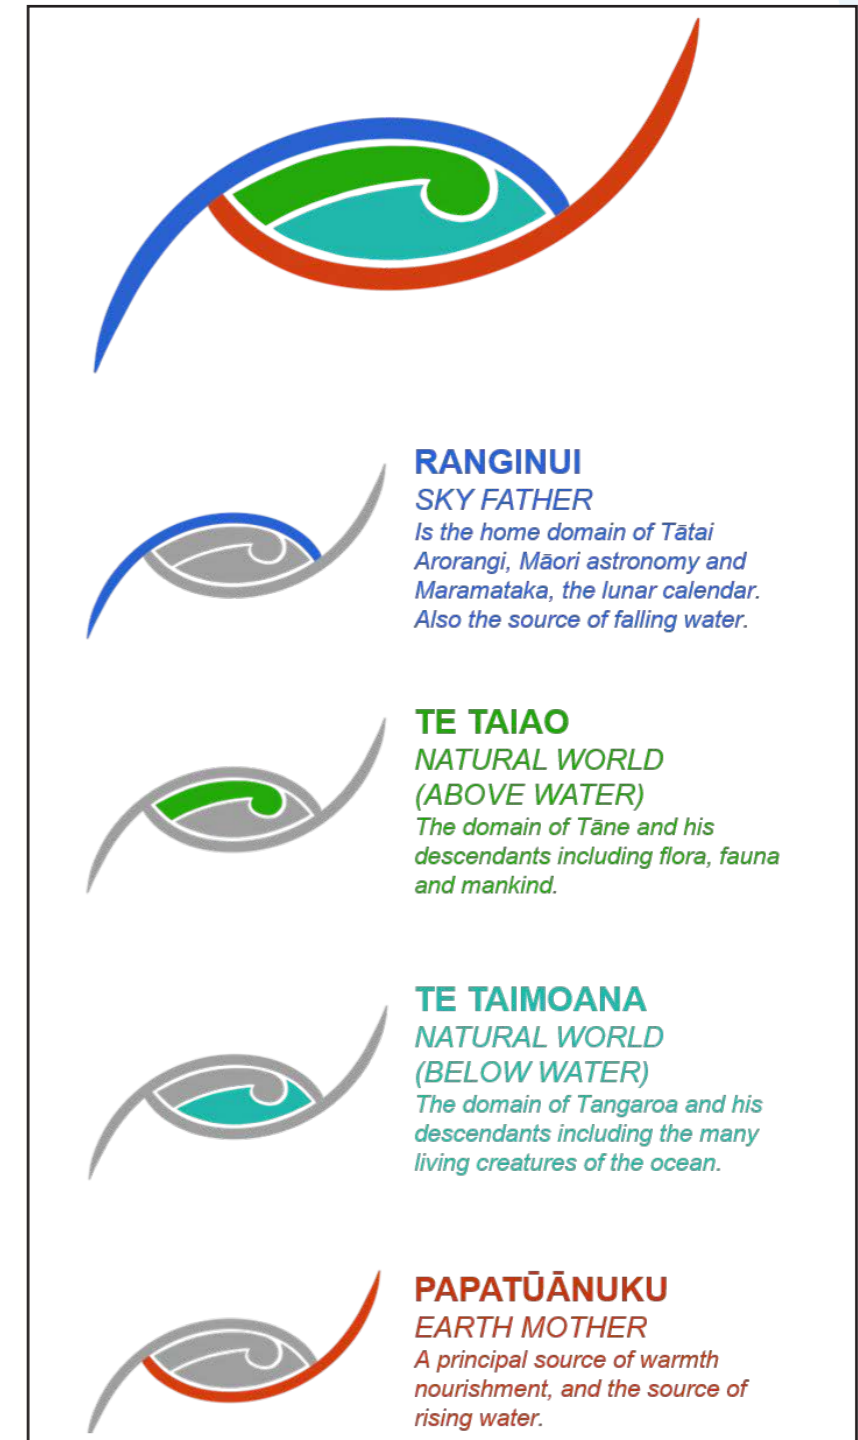 RANGINUI
SKY FATHER
Is the home domain of Tātai
Arorangi, Māori astronomy and
Maramataka, the lunar calendar.
Also the source of falling water.
TE TAIAO
NATURAL WORLD
(ABOVE WATER)
The domain of Tāne and his
descendants including flora, fauna
and mankind.
TE TAIMOANA
NATURAL WORLD
(BELOW WATER)
The domain of Tangaroa and his
descendants including the many
living creatures of the ocean.
PAPATŪĀNUKU
EARTH MOTHER
A principal source of warmth
nourishment, and the source of
rising water.